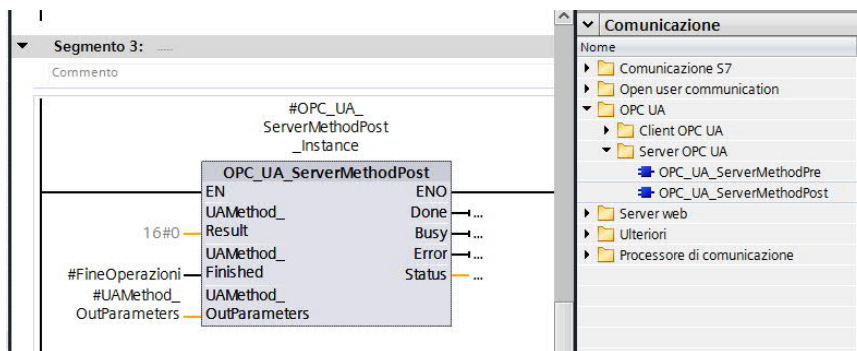 Segmento 3: .....
Commento
#OPC_UA_
ServerMethodPost
_Instance
OPC_UA_ServerMethodPost
EN ENO
UAMethod_ Done ...
16#0 Result Busy ...
UAMethod_ Error ...
#FineOperazioni Finished Status ...
#UAMethod_ UAMethod_
OutParameters OutParameters
Comunicazione
Nome
Comunicazione S7
Open user communication
OPC UA
Client OPC UA
Server OPC UA
OPC_UA_ServerMethodPre
OPC_UA_ServerMethodPost
Server web
Ulteriori
Processore di comunicazione